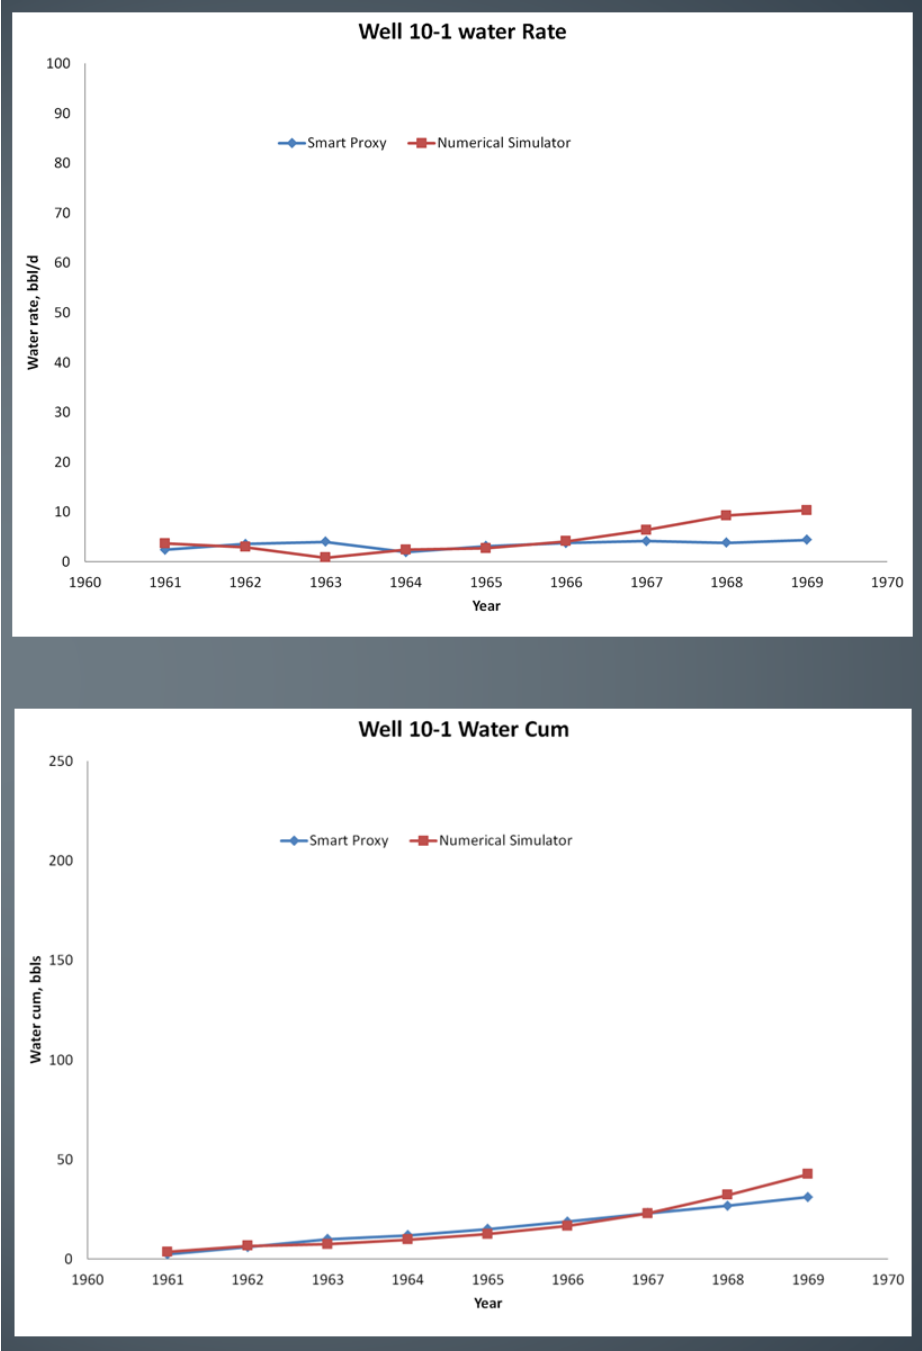 Well 10-1 water Rate
100
90
Smart Proxy Numerical Simulator
80
70
60
Water rate, bbl/d
50
40
30
20
10
0
1960 1961 1962 1963 1964 1965 1966 1967 1968 1969 1970
Year
Well 10-1 Water Cum
250
Smart Proxy Numerical Simulator
200
150
Water cum, bbls
100
50
0
1960 1961 1962 1963 1964 1965 1966 1967 1968 1969 1970
Year